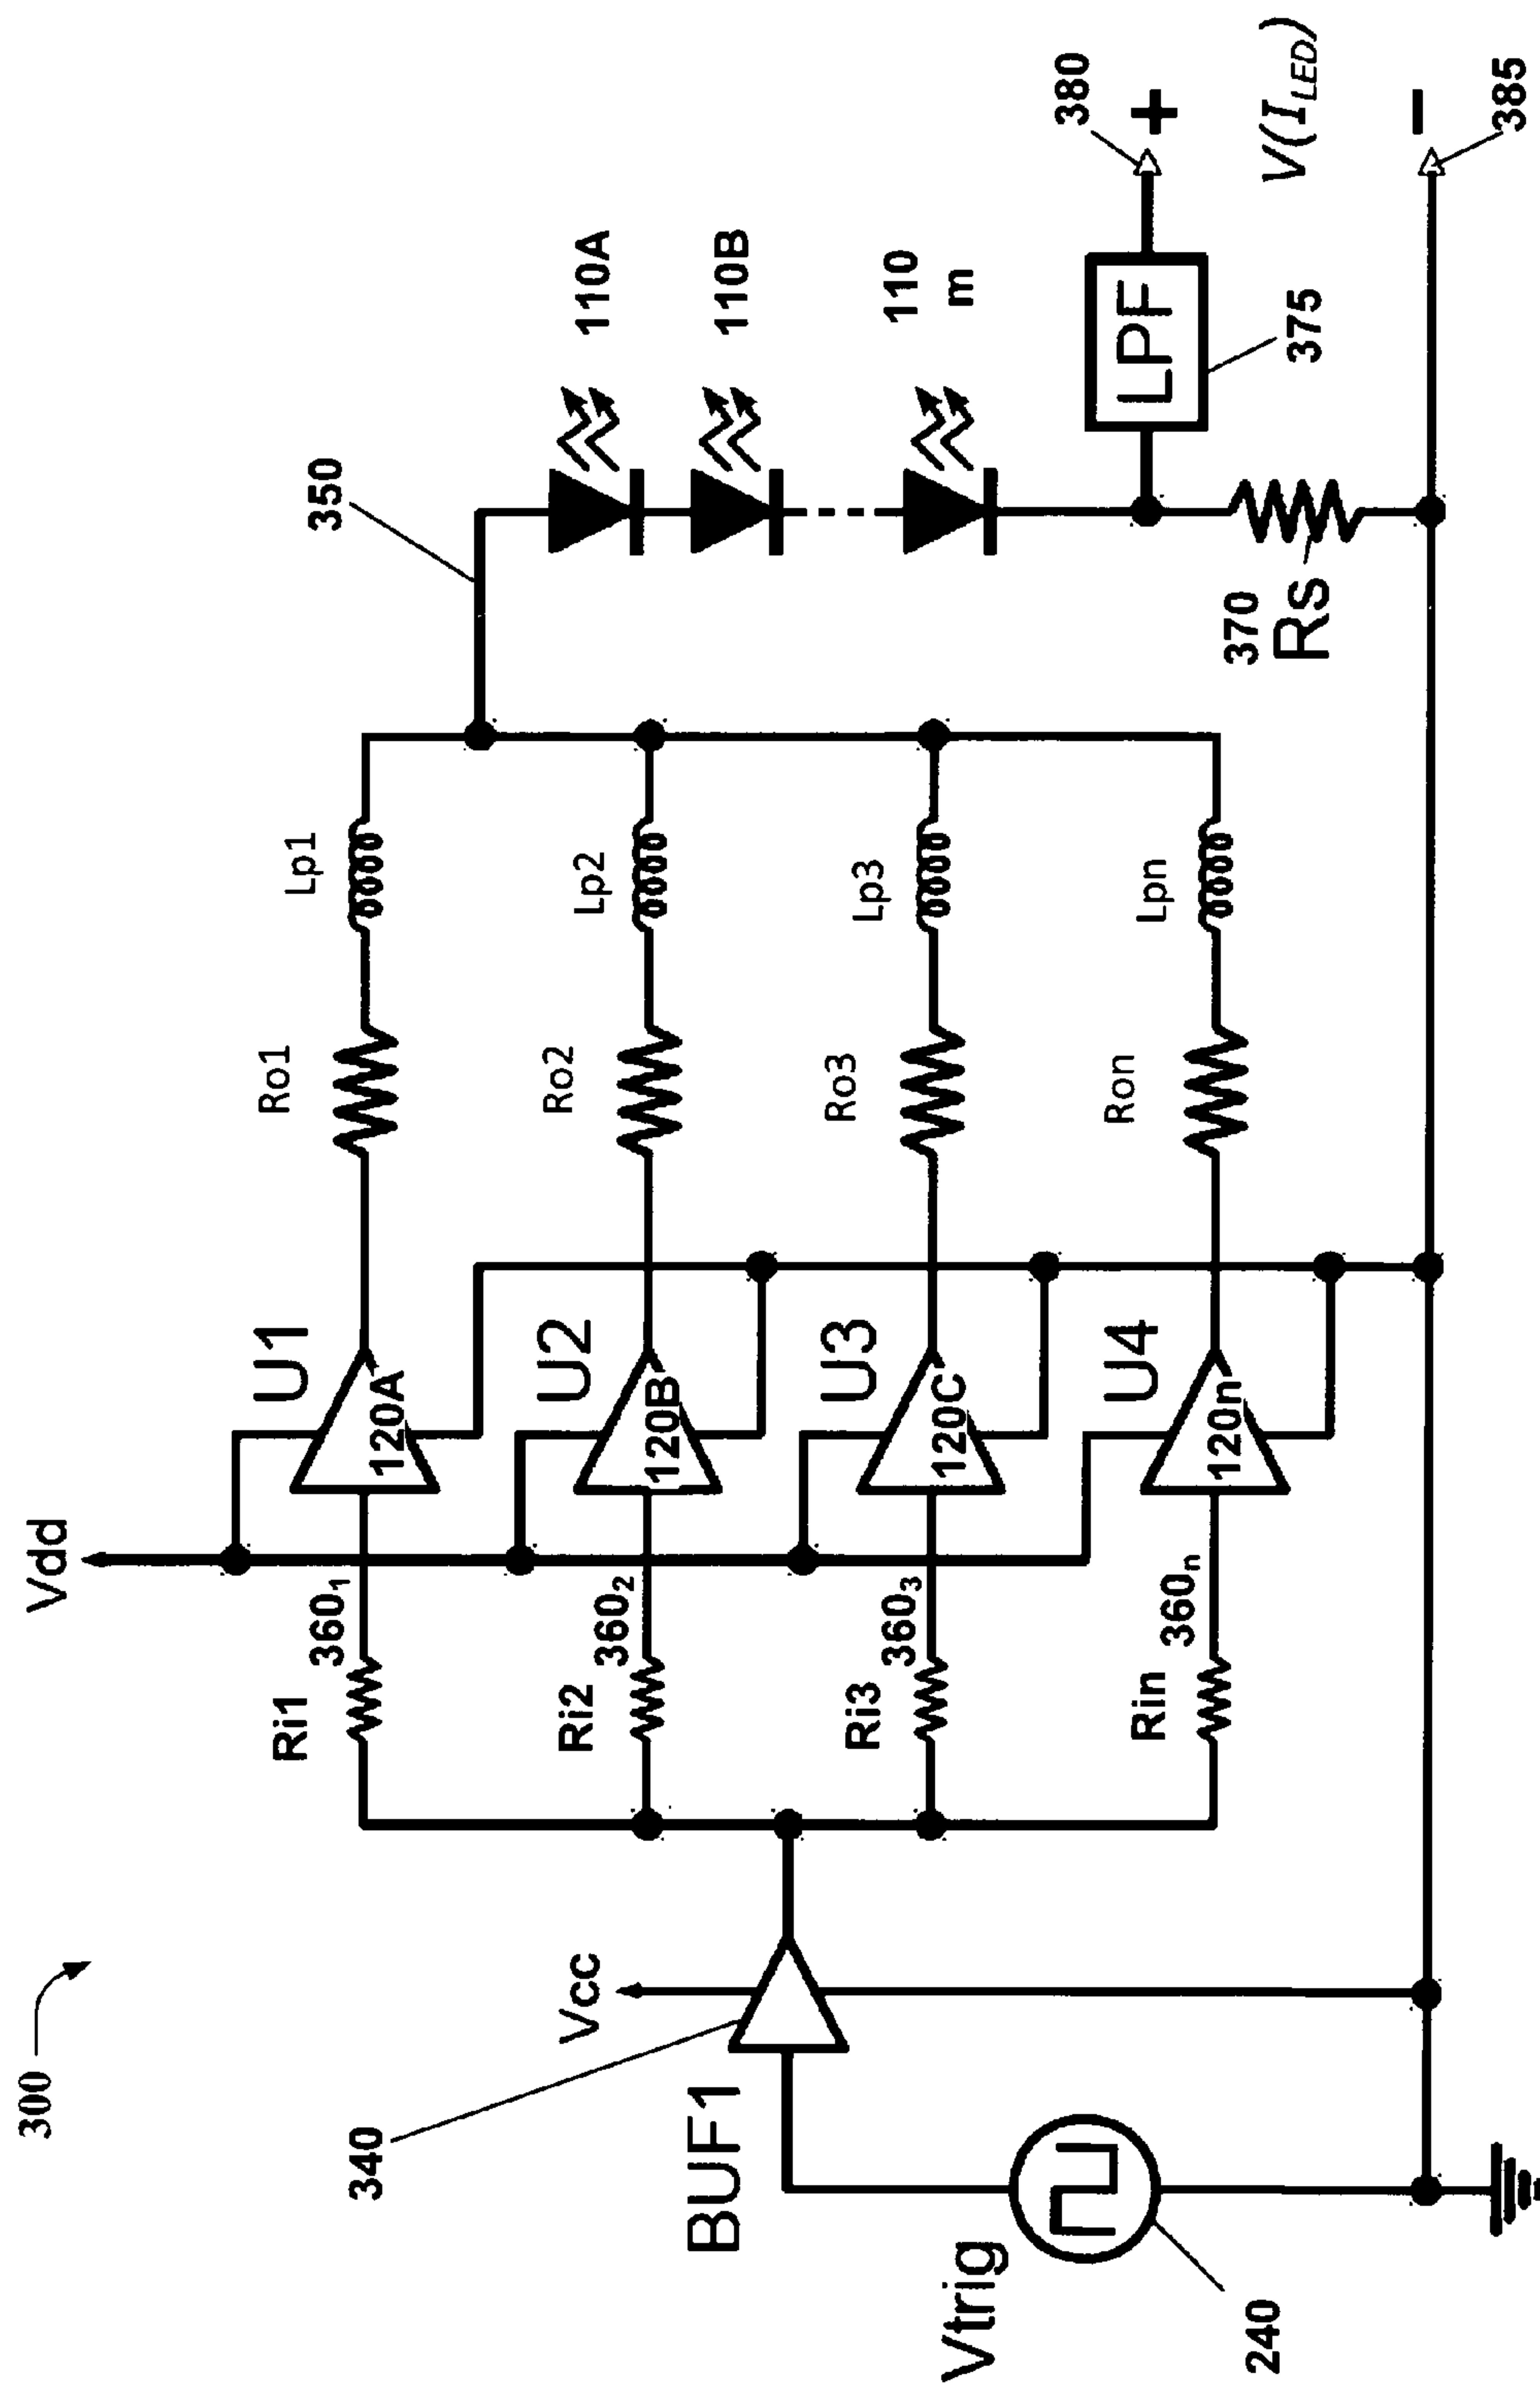 300
Vdd
Vcc
340
BUF1
Vtrig
240
Ri1
360₁
U1
120A
Ro1
Lp1
350
Ri2
360₂
U2
120B
Ro2
Lp2
Ri3
360₃
U3
120C
Ro3
Lp3
Rin
360ₙ
U4
120n
Ron
Lpn
110A
110B
110
m
LPF
375
380
+
V(I_LED)
−
385
370
Rs